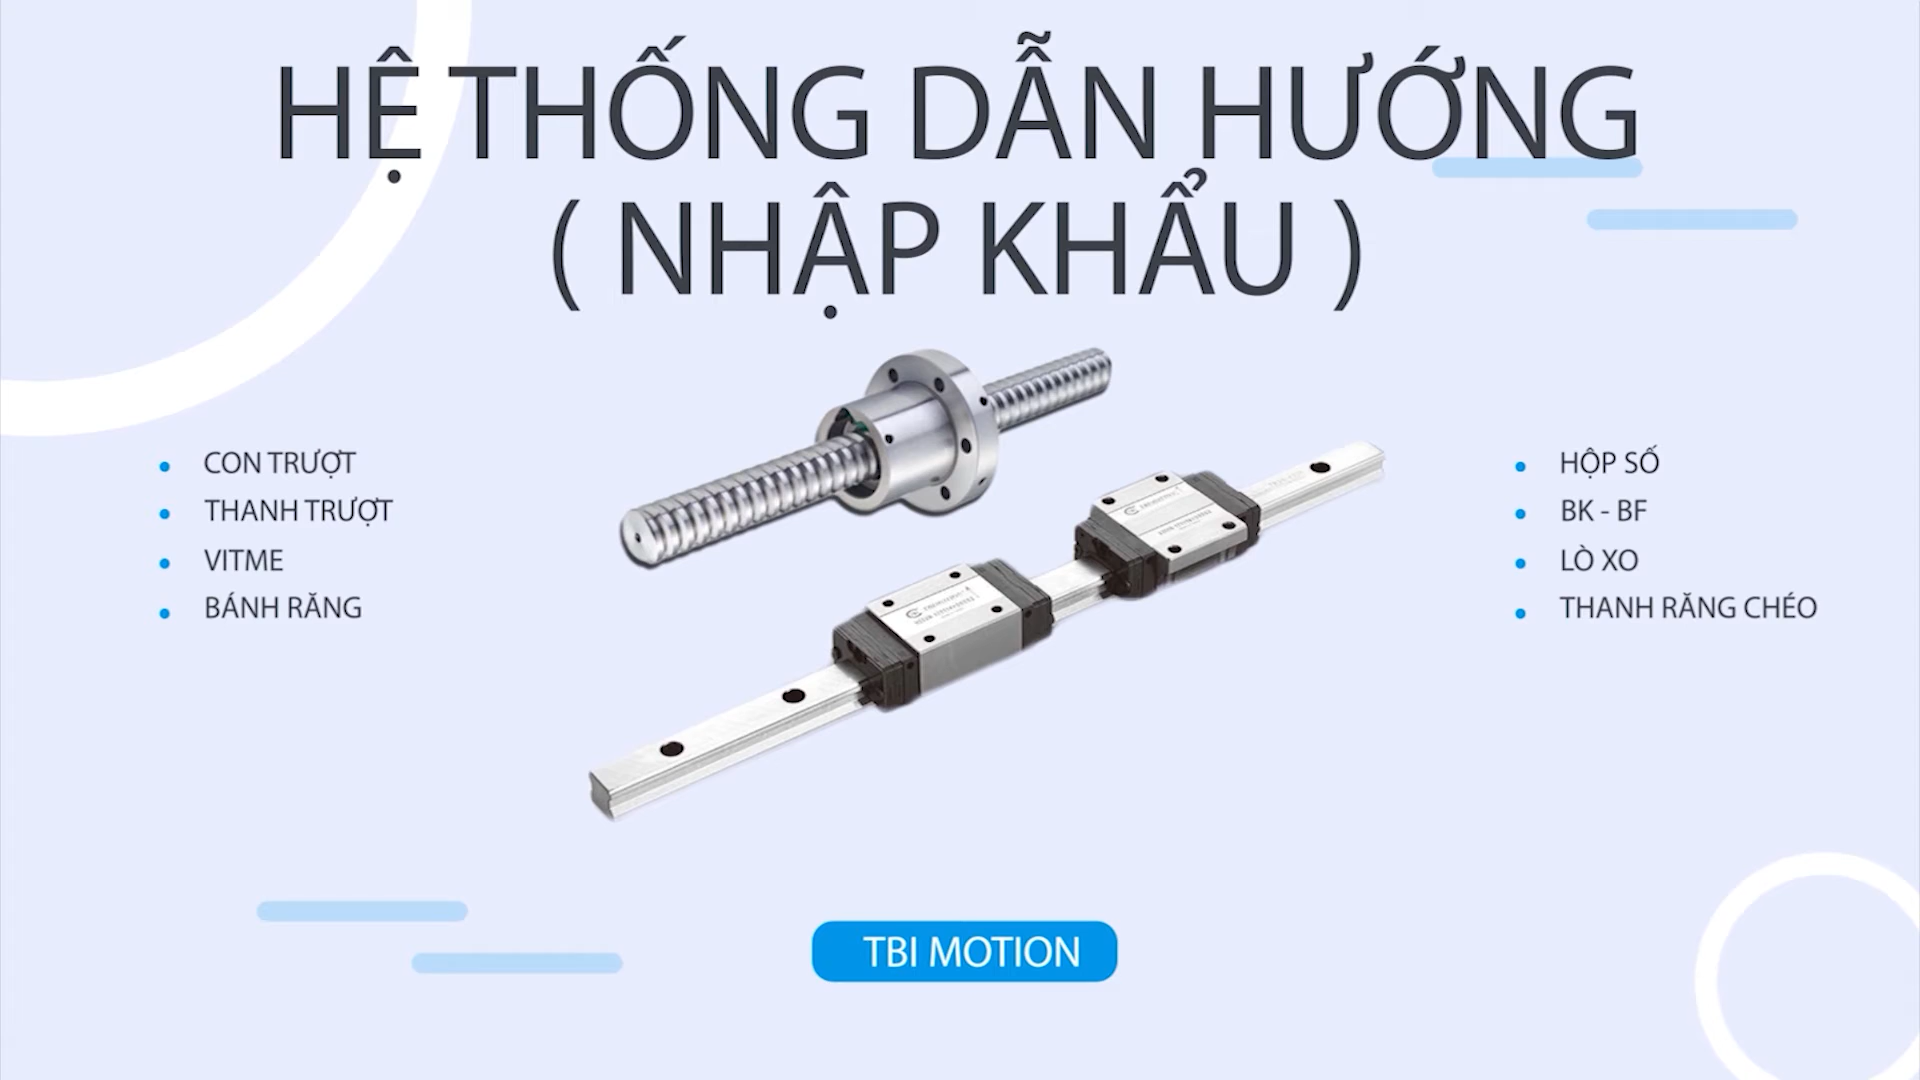 HỆ THỐNG DẪN HƯỚNG
( NHẬP KHẨU )
CON TRƯỢT
THANH TRƯỢT
VITME
BÁNH RĂNG
HỘP SỐ
BK - BF
LÒ XO
THANH RĂNG CHÉO
TBI MOTION